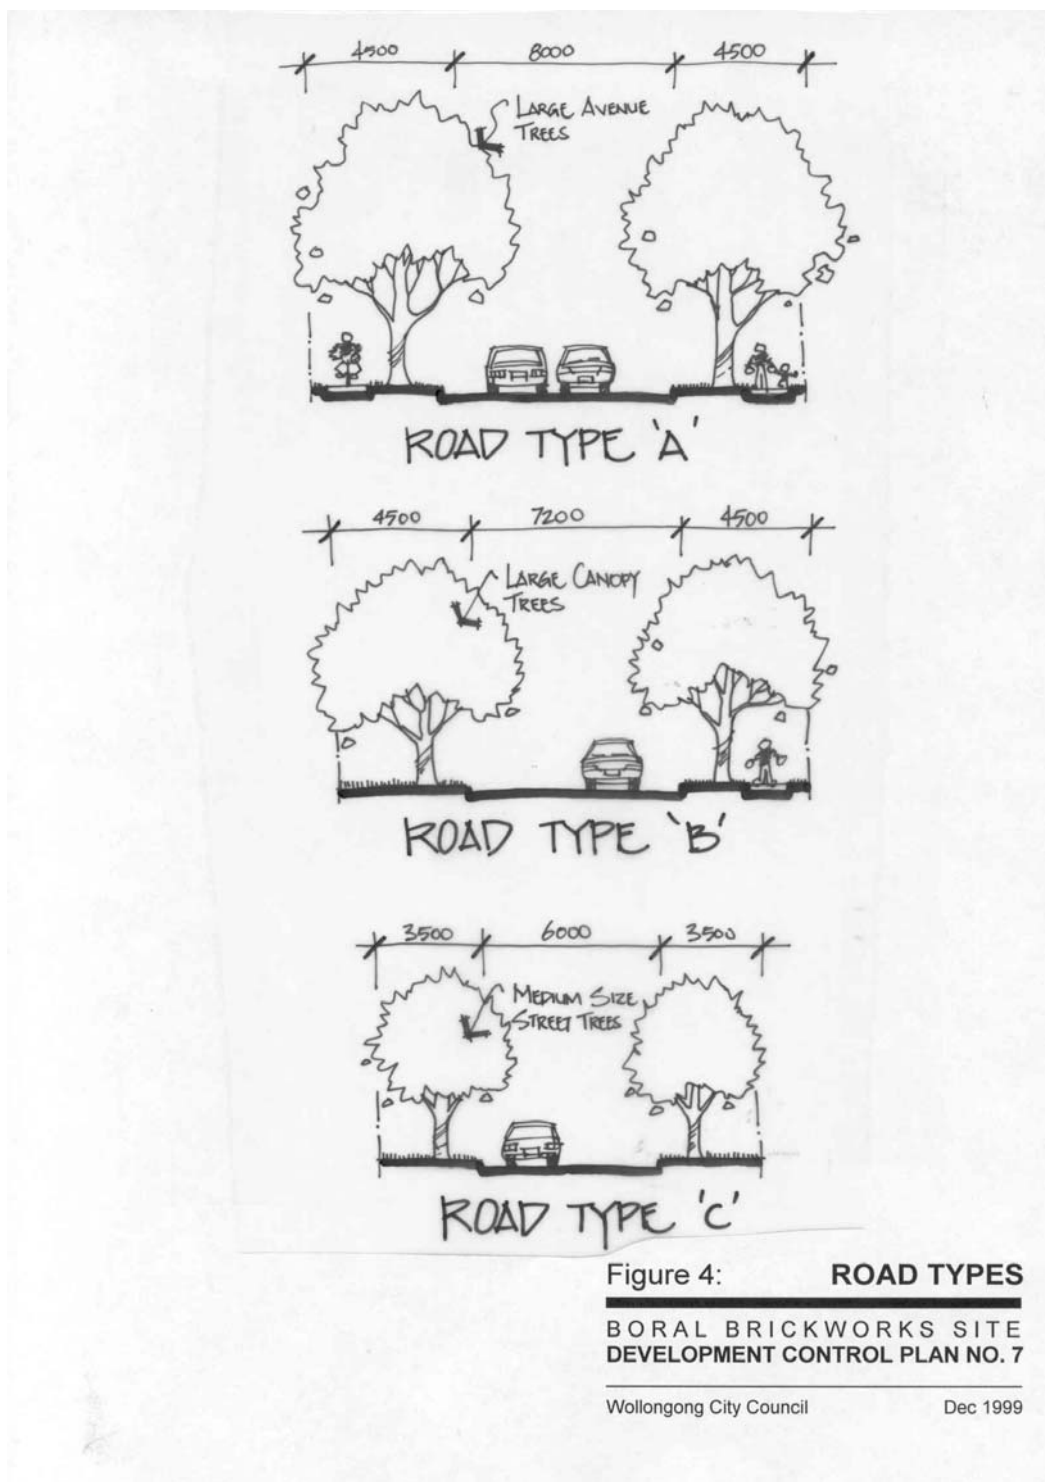 4500 8000 4500
LARGE AVENUE
TREES
ROAD TYPE 'A'
4500 7200 4500
LARGE CANOPY
TREES
ROAD TYPE 'B'
3500 6000 3500
MEDIUM SIZE
STREET TREES
ROAD TYPE 'C'
Figure 4: ROAD TYPES
BORAL BRICKWORKS SITE
DEVELOPMENT CONTROL PLAN NO. 7
Wollongong City Council Dec 1999